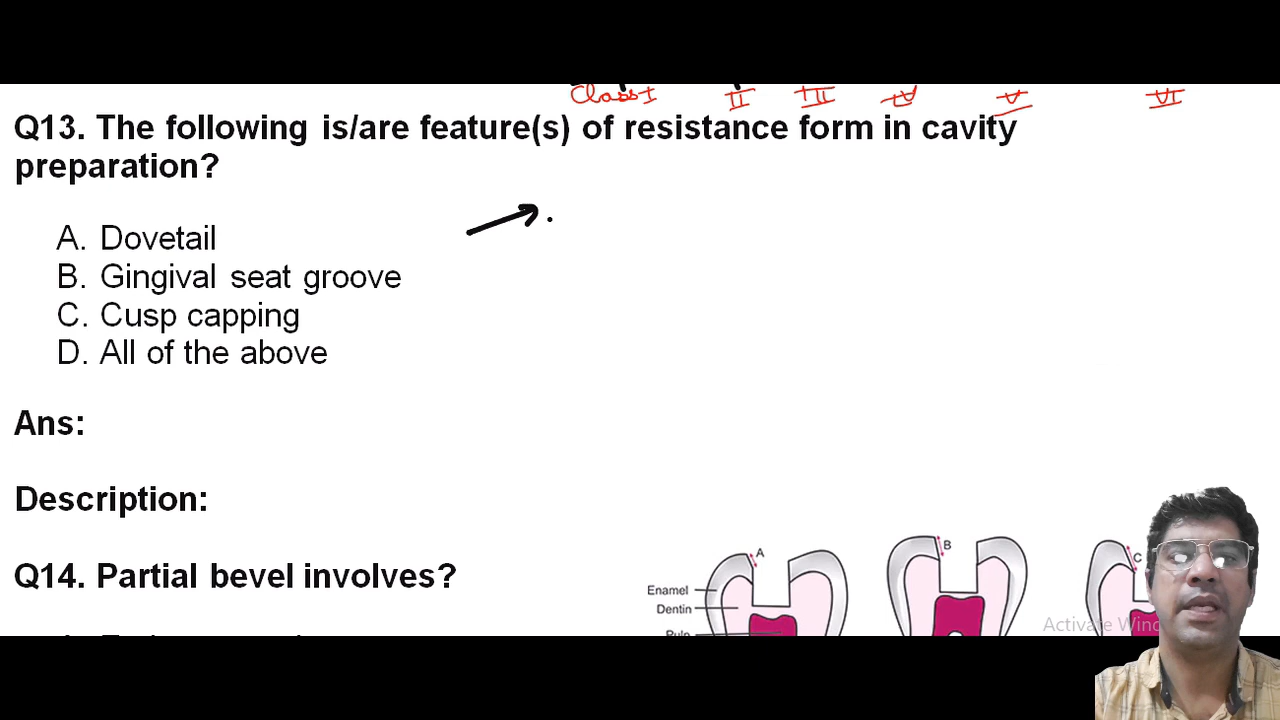 Class I II III IV V VI
Q13. The following is/are feature(s) of resistance form in cavity
preparation?
A. Dovetail
B. Gingival seat groove
C. Cusp capping
D. All of the above
Ans:
Description:
Q14. Partial bevel involves?
A
B
C
Enamel
Dentin
Pulp